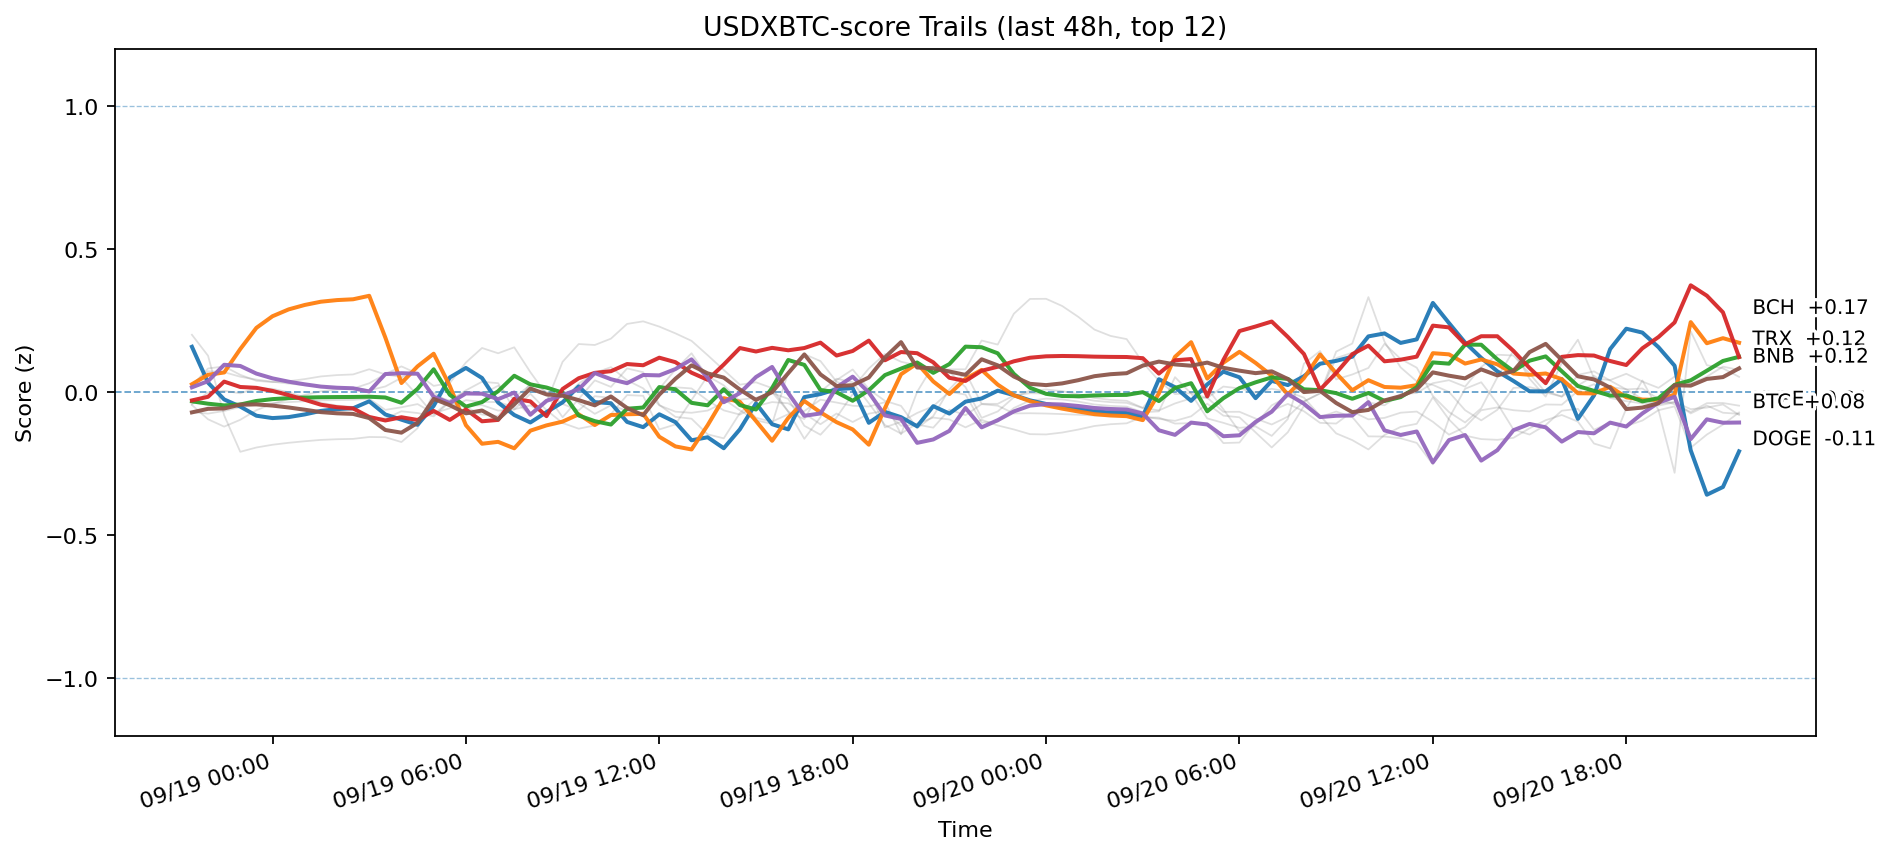 USDXBTC-score Trails (last 48h, top 12)
Score (z)
1.0
0.5
0.0
−0.5
−1.0
BCH +0.17
TRX +0.12
BNB +0.12
+0.08
DOGE -0.11
09/19 00:00
09/19 06:00
09/19 12:00
09/19 18:00
09/20 00:00
09/20 06:00
09/20 12:00
09/20 18:00
Time